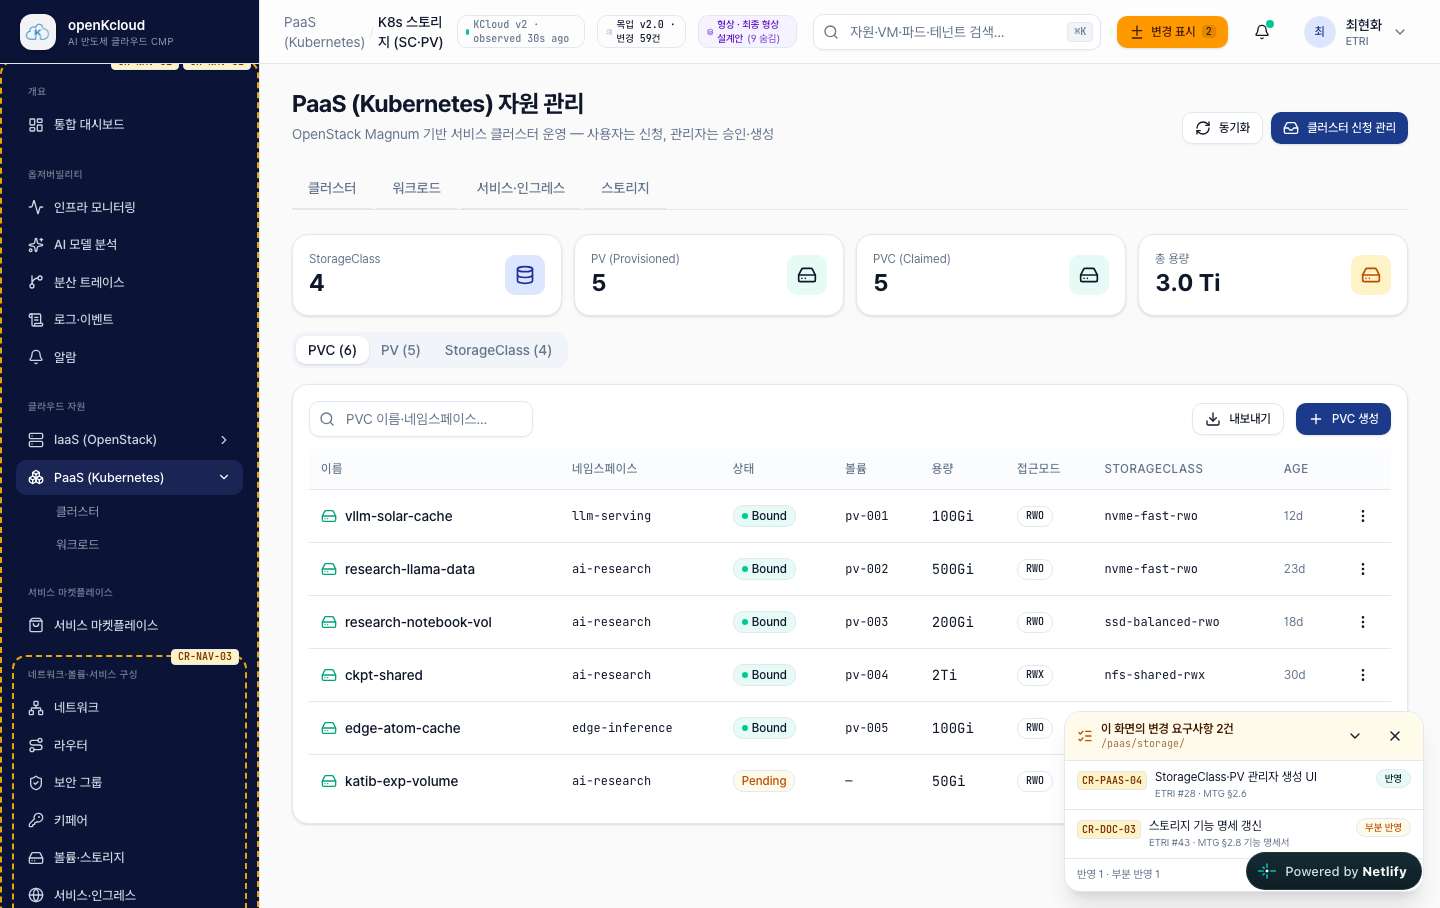 openKcloud
AI 반도체 클라우드 CMP
PaaS (Kubernetes)
/
K8s 스토리지 (SC·PV)
KCloud v2 · observed 30s ago
목업 v2.0 · 변경 59건
형상 · 최종 형상 실계안 (9 숨김)
자원·VM·파드·테넌트 검색...
⌘K
변경 표시 2
최
최현화
ETRI
개요
통합 대시보드
옵저버빌리티
인프라 모니터링
AI 모델 분석
분산 트레이스
로그·이벤트
알람
클라우드 자원
IaaS (OpenStack)
PaaS (Kubernetes)
클러스터
워크로드
서비스 마켓플레이스
서비스 마켓플레이스
CR-NAV-03
네트워크·볼륨·서비스 구성
네트워크
라우터
보안 그룹
키페어
볼륨·스토리지
서비스·인그레스
PaaS (Kubernetes) 자원 관리
OpenStack Magnum 기반 서비스 클러스터 운영 — 사용자는 신청, 관리자는 승인·생성
동기화
클러스터 신청 관리
클러스터
워크로드
서비스·인그레스
스토리지
StorageClass
4
PV (Provisioned)
5
PVC (Claimed)
5
총 용량
3.0 Ti
PVC (6)
PV (5)
StorageClass (4)
PVC 이름·네임스페이스...
내보내기
PVC 생성
이름 네임스페이스 상태 볼륨 용량 접근모드 STORAGECLASS AGE
vllm-solar-cache llm-serving Bound pv-001 100Gi RWO nvme-fast-rwo 12d
research-llama-data ai-research Bound pv-002 500Gi RWO nvme-fast-rwo 23d
research-notebook-vol ai-research Bound pv-003 200Gi RWO ssd-balanced-rwo 18d
ckpt-shared ai-research Bound pv-004 2Ti RWX nfs-shared-rwx 30d
edge-atom-cache edge-inference Bound pv-005 100Gi RWO
katib-exp-volume ai-research Pending — 50Gi RWO
이 화면의 변경 요구사항 2건
/paas/storage/
CR-PAAS-04 StorageClass·PV 관리자 생성 UI 반영
ETRI #28 · MTG §2.6
CR-DOC-03 스토리지 기능 명세 갱신 부분 반영
ETRI #43 · MTG §2.8 기능 명세서
반영 1 · 부분 반영 1
Powered by Netlify